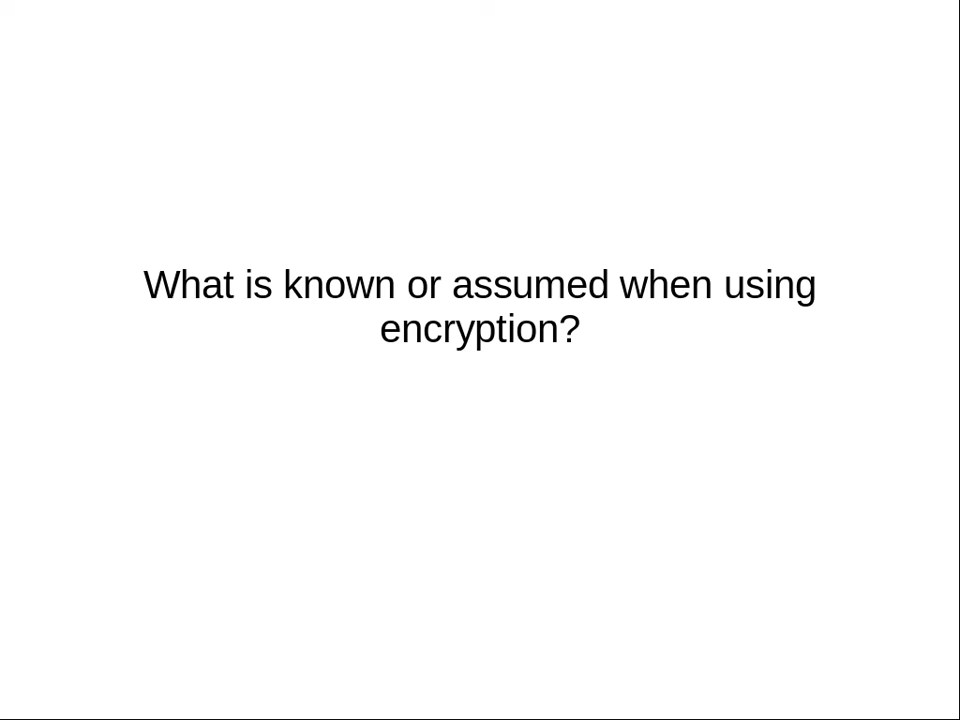 What is known or assumed when using
encryption?